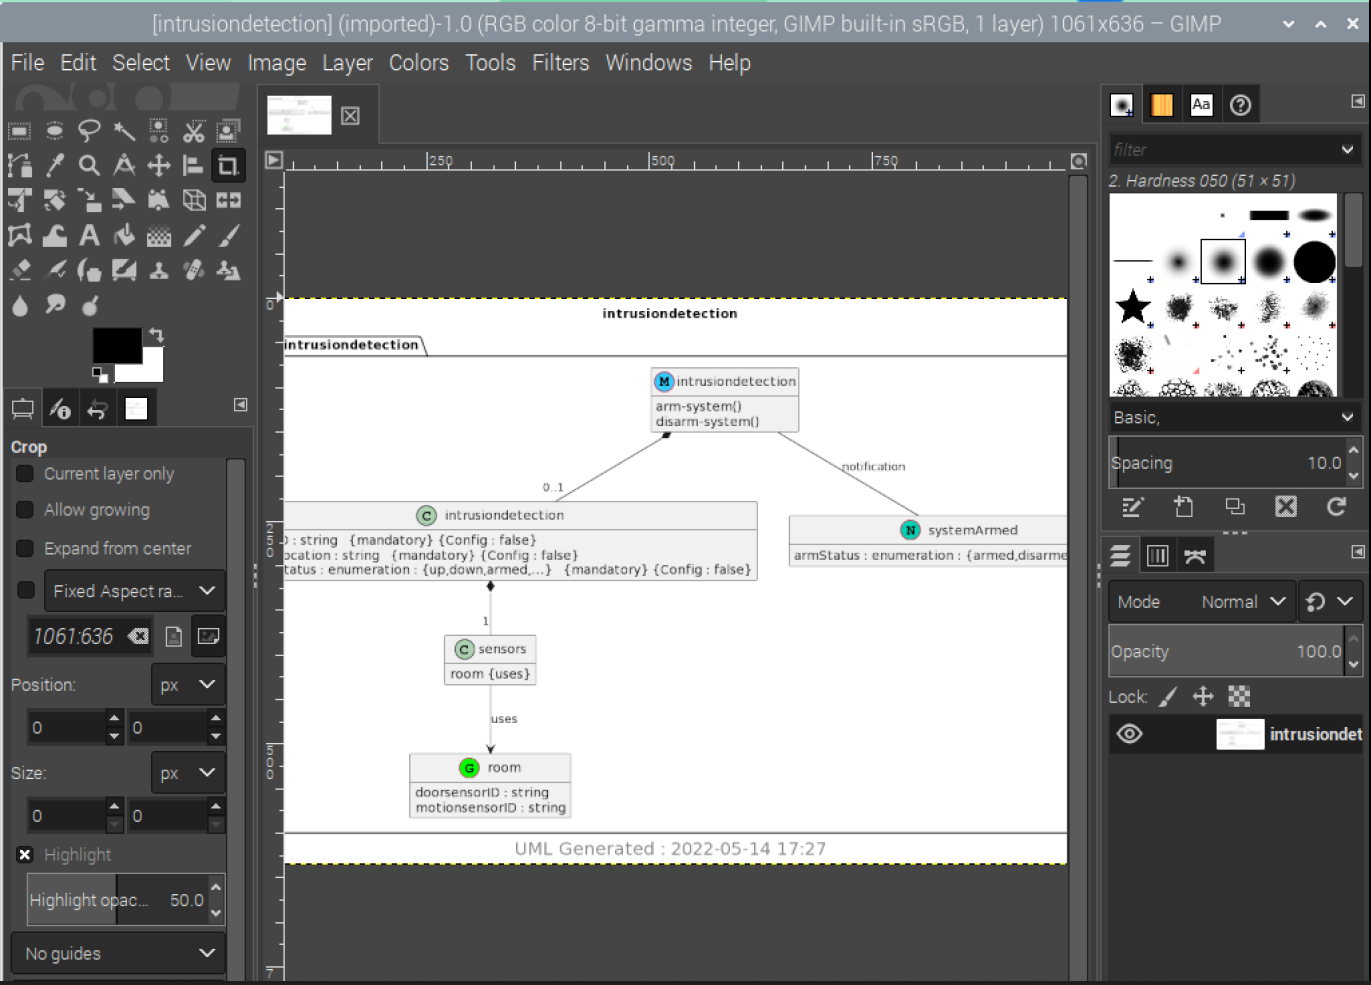 [intrusiondetection] (imported)-1.0 (RGB color 8-bit gamma integer, GIMP built-in sRGB, 1 layer) 1061x636 – GIMP
File Edit Select View Image Layer Colors Tools Filters Windows Help
Aa
filter
2. Hardness 050 (51 × 51)
250 500 750
0
250
500
7
intrusiondetection
intrusiondetection
M intrusiondetection
arm-system()
disarm-system()
notification
0..1
C intrusiondetection
D : string {mandatory} {Config : false}
ocation : string {mandatory} {Config : false}
tatus : enumeration : {up,down,armed,...} {mandatory} {Config : false}
N systemArmed
armStatus : enumeration : {armed,disarme
1
C sensors
room {uses}
uses
G room
doorsensorID : string
motionsensorID : string
UML Generated : 2022-05-14 17:27
Crop
Current layer only
Allow growing
Expand from center
Fixed Aspect ra...
1061:636
Position: px
0 0
Size: px
0 0
Highlight
Highlight opac... 50.0
No guides
Basic,
Spacing 10.0
Mode Normal
Opacity 100.0
Lock:
intrusiondet